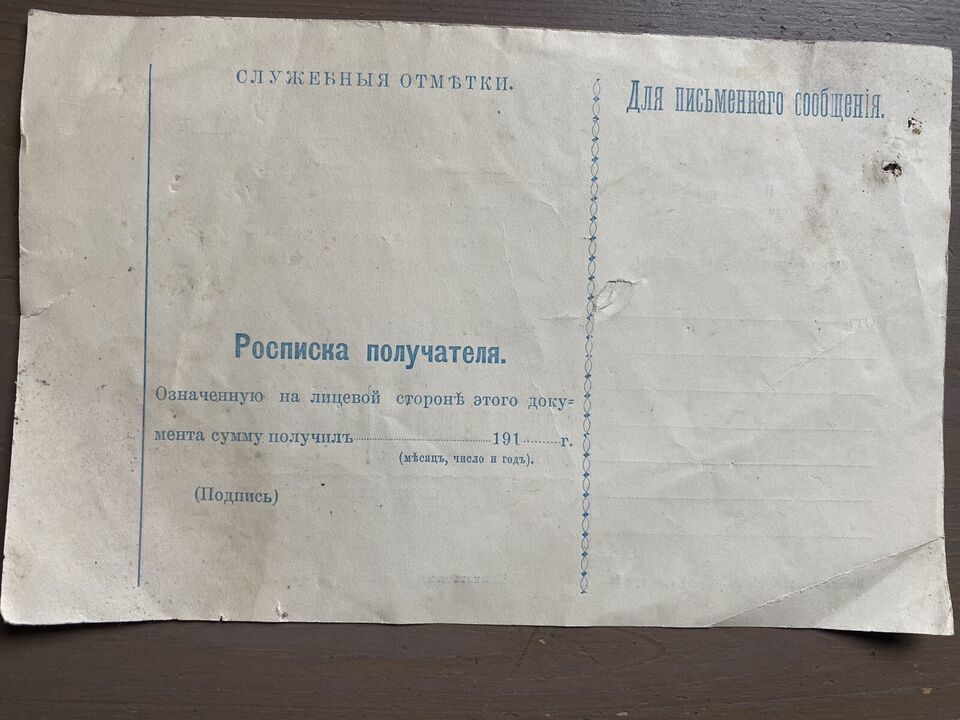 СЛУЖЕБНЫЯ ОТМѢТКИ.
Росписка получателя.
Означенную на лицевой сторонѣ этого доку=
мента сумму получилъ 191 г.
(мѣсяцъ, число и годъ).
(Подпись)
Для письменнаго сообщенія.